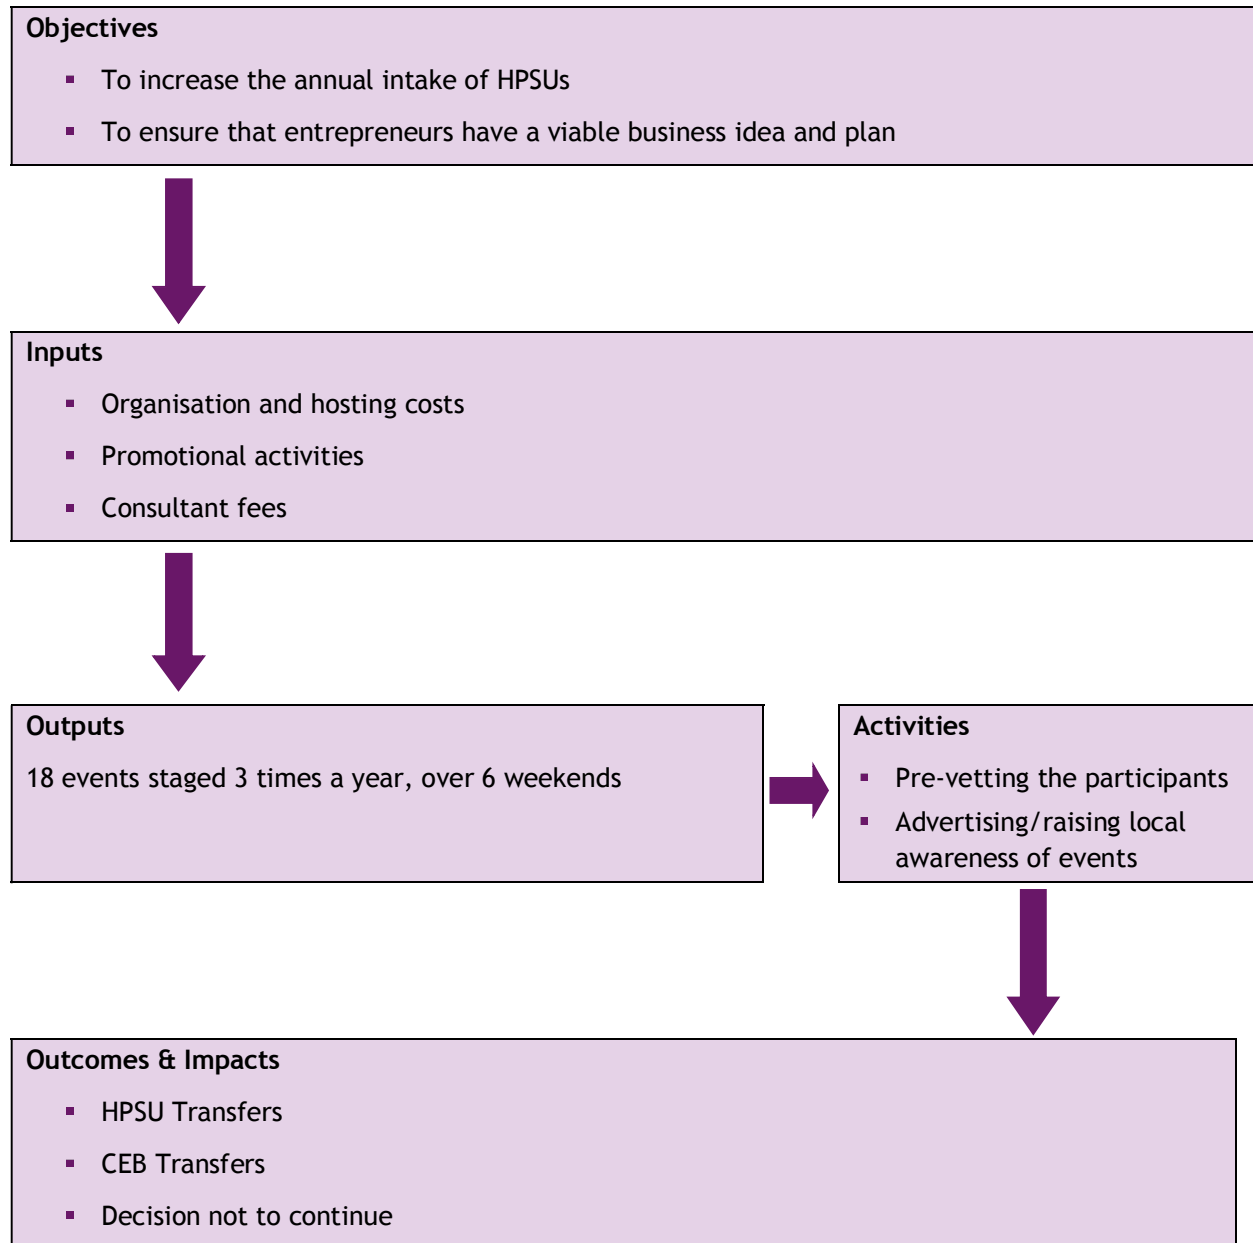 Objectives
▪ To increase the annual intake of HPSUs
▪ To ensure that entrepreneurs have a viable business idea and plan
Inputs
▪ Organisation and hosting costs
▪ Promotional activities
▪ Consultant fees
Outputs
18 events staged 3 times a year, over 6 weekends
Activities
▪ Pre-vetting the participants
▪ Advertising/raising local
awareness of events
Outcomes & Impacts
▪ HPSU Transfers
▪ CEB Transfers
▪ Decision not to continue